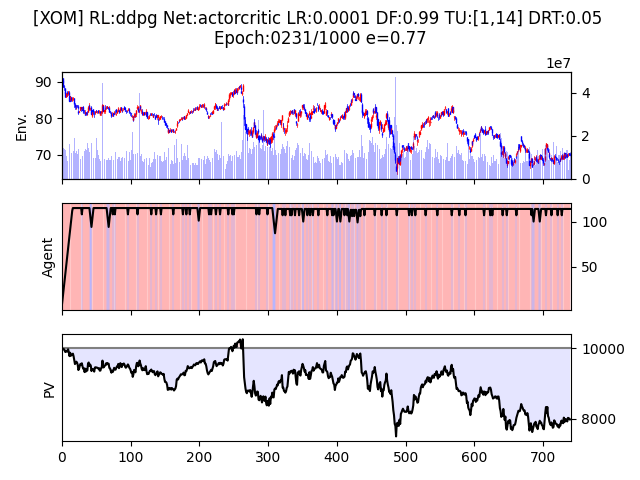 [XOM] RL:ddpg Net:actorcritic LR:0.0001 DF:0.99 TU:[1,14] DRT:0.05
Epoch:0231/1000 e=0.77
1e7
90
80
70
Env.
4
2
0
Agent
100
50
PV
10000
8000
0 100 200 300 400 500 600 700